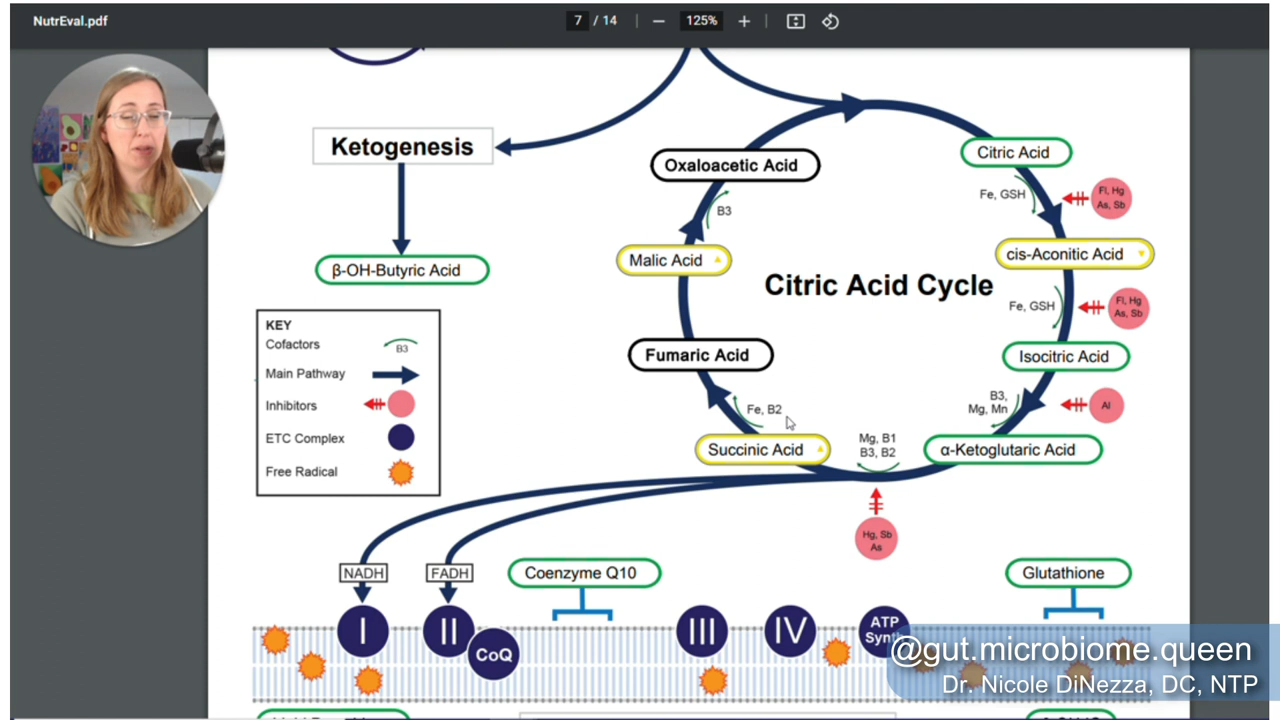 NutrEval.pdf
7 / 14
125%
Ketogenesis
β-OH-Butyric Acid
Oxaloacetic Acid
B3
Malic Acid
Fumaric Acid
Fe, B2
Succinic Acid
Citric Acid Cycle
Citric Acid
Fe, GSH
Fl, Hg
As, Sb
cis-Aconitic Acid
Fe, GSH
Fl, Hg
As, Sb
Isocitric Acid
B3,
Mg, Mn
Al
α-Ketoglutaric Acid
Mg, B1
B3, B2
Hg, Sb
As
KEY
Cofactors
B3
Main Pathway
Inhibitors
ETC Complex
Free Radical
NADH
FADH
Coenzyme Q10
Glutathione
I
II
CoQ
III
IV
ATP
Synth
@gut.microbiome.queen
Dr. Nicole DiNezza, DC, NTP